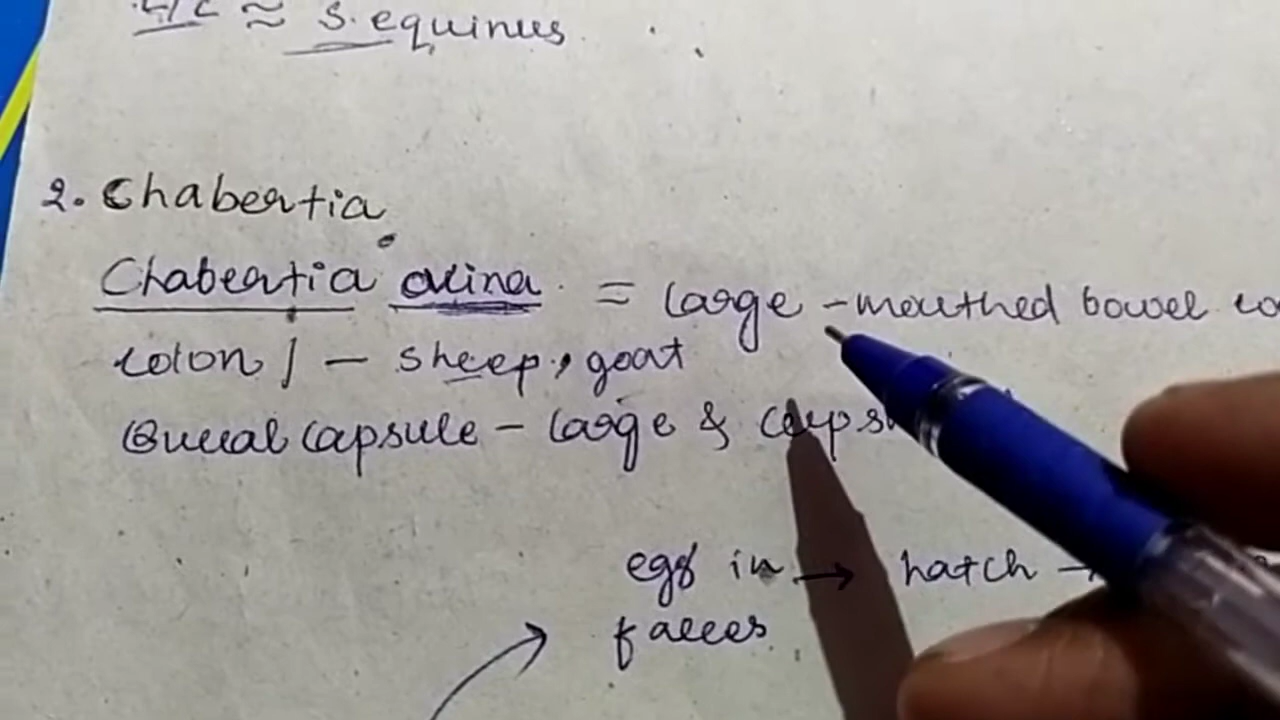 L/C ≈ S. equinus
2. Chabertia
Chabertia ovina = large-mouthed bowel
colon / - sheep, goat
Buccal capsule - large &
egg in → hatch →
faeces